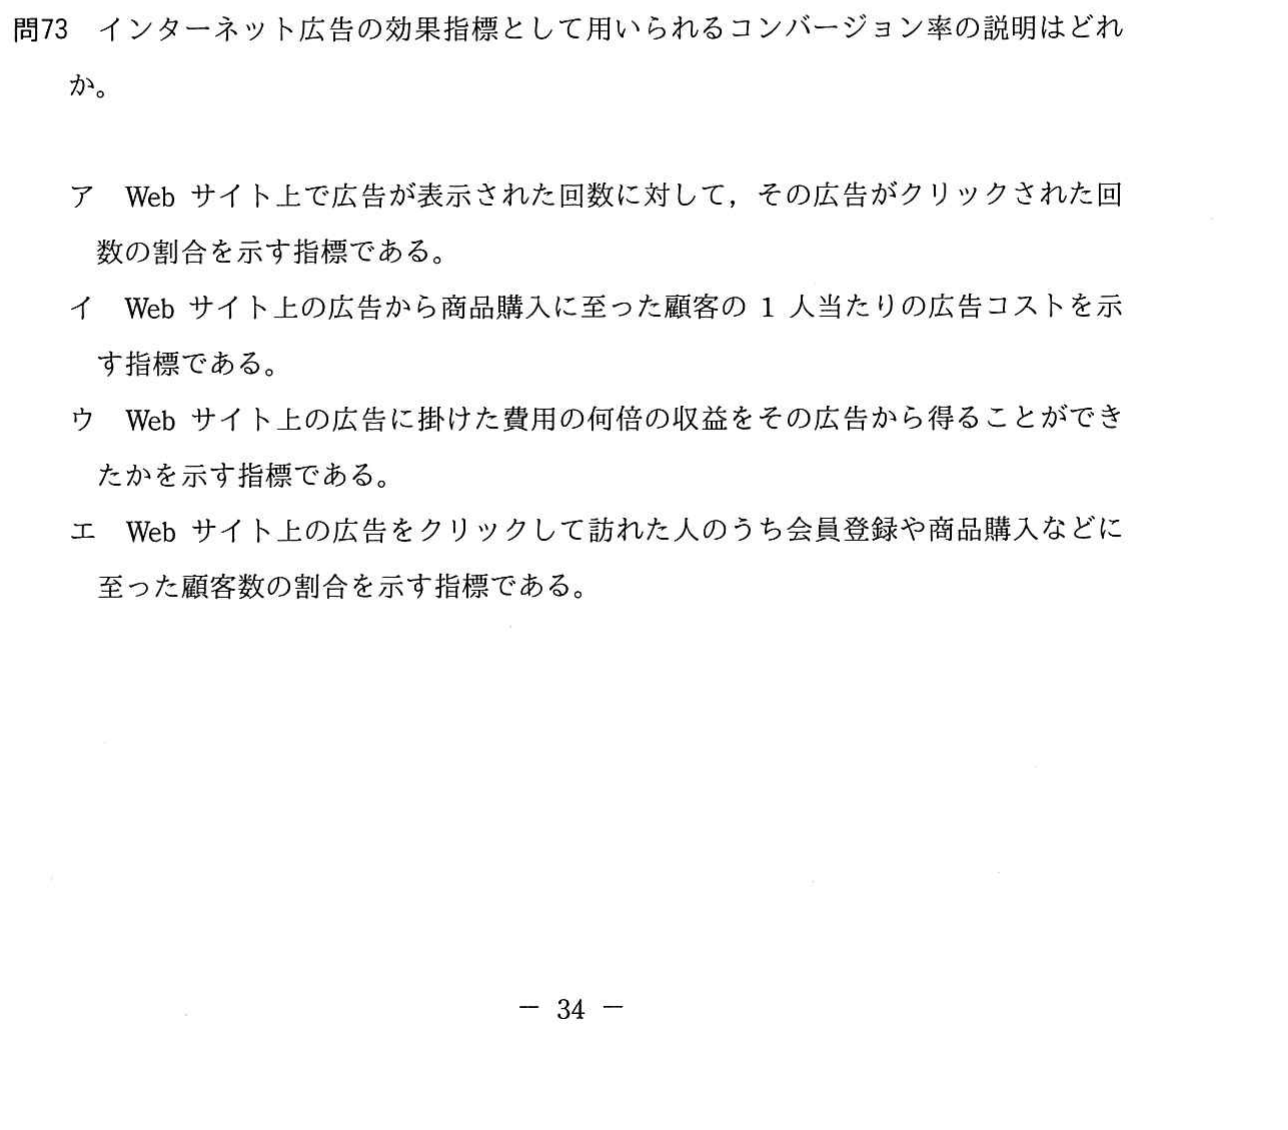 問73 インターネット広告の効果指標として用いられるコンバージョン率の説明はどれ
か。
ア Web サイト上で広告が表示された回数に対して，その広告がクリックされた回
数の割合を示す指標である。
イ Web サイト上の広告から商品購入に至った顧客の 1 人当たりの広告コストを示
す指標である。
ウ Web サイト上の広告に掛けた費用の何倍の収益をその広告から得ることができ
たかを示す指標である。
エ Web サイト上の広告をクリックして訪れた人のうち会員登録や商品購入などに
至った顧客数の割合を示す指標である。
― 34 ―